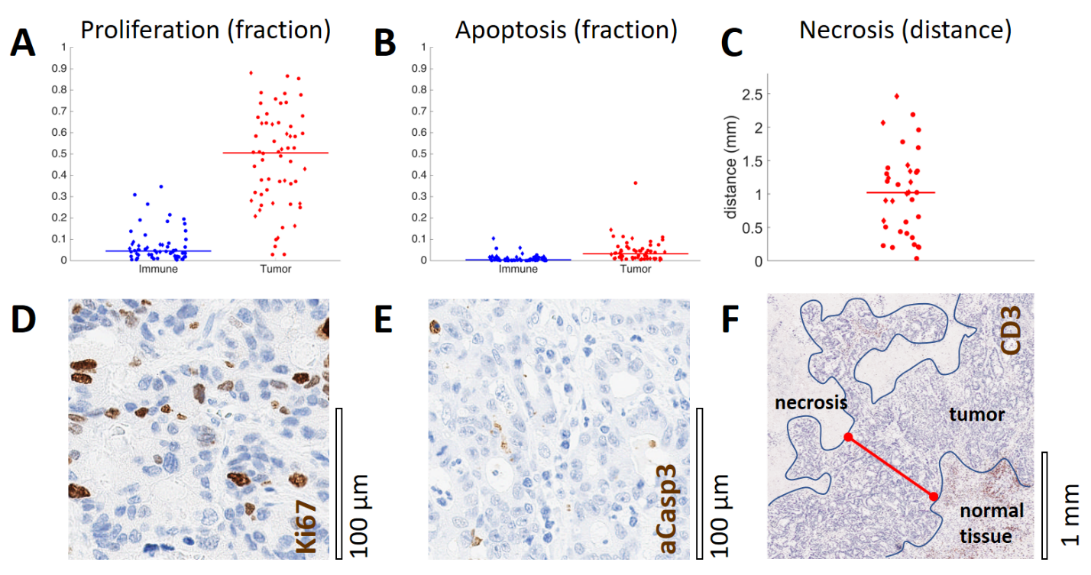 A Proliferation (fraction)
1
0.9
0.8
0.7
0.6
0.5
0.4
0.3
0.2
0.1
0
Immune Tumor
B Apoptosis (fraction)
1
0.9
0.8
0.7
0.6
0.5
0.4
0.3
0.2
0.1
0
Immune Tumor
C Necrosis (distance)
distance (mm)
2.5
2
1.5
1
0.5
0
D
Ki67
100 μm
E
aCasp3
100 μm
F
CD3
necrosis
tumor
normal
tissue
1 mm